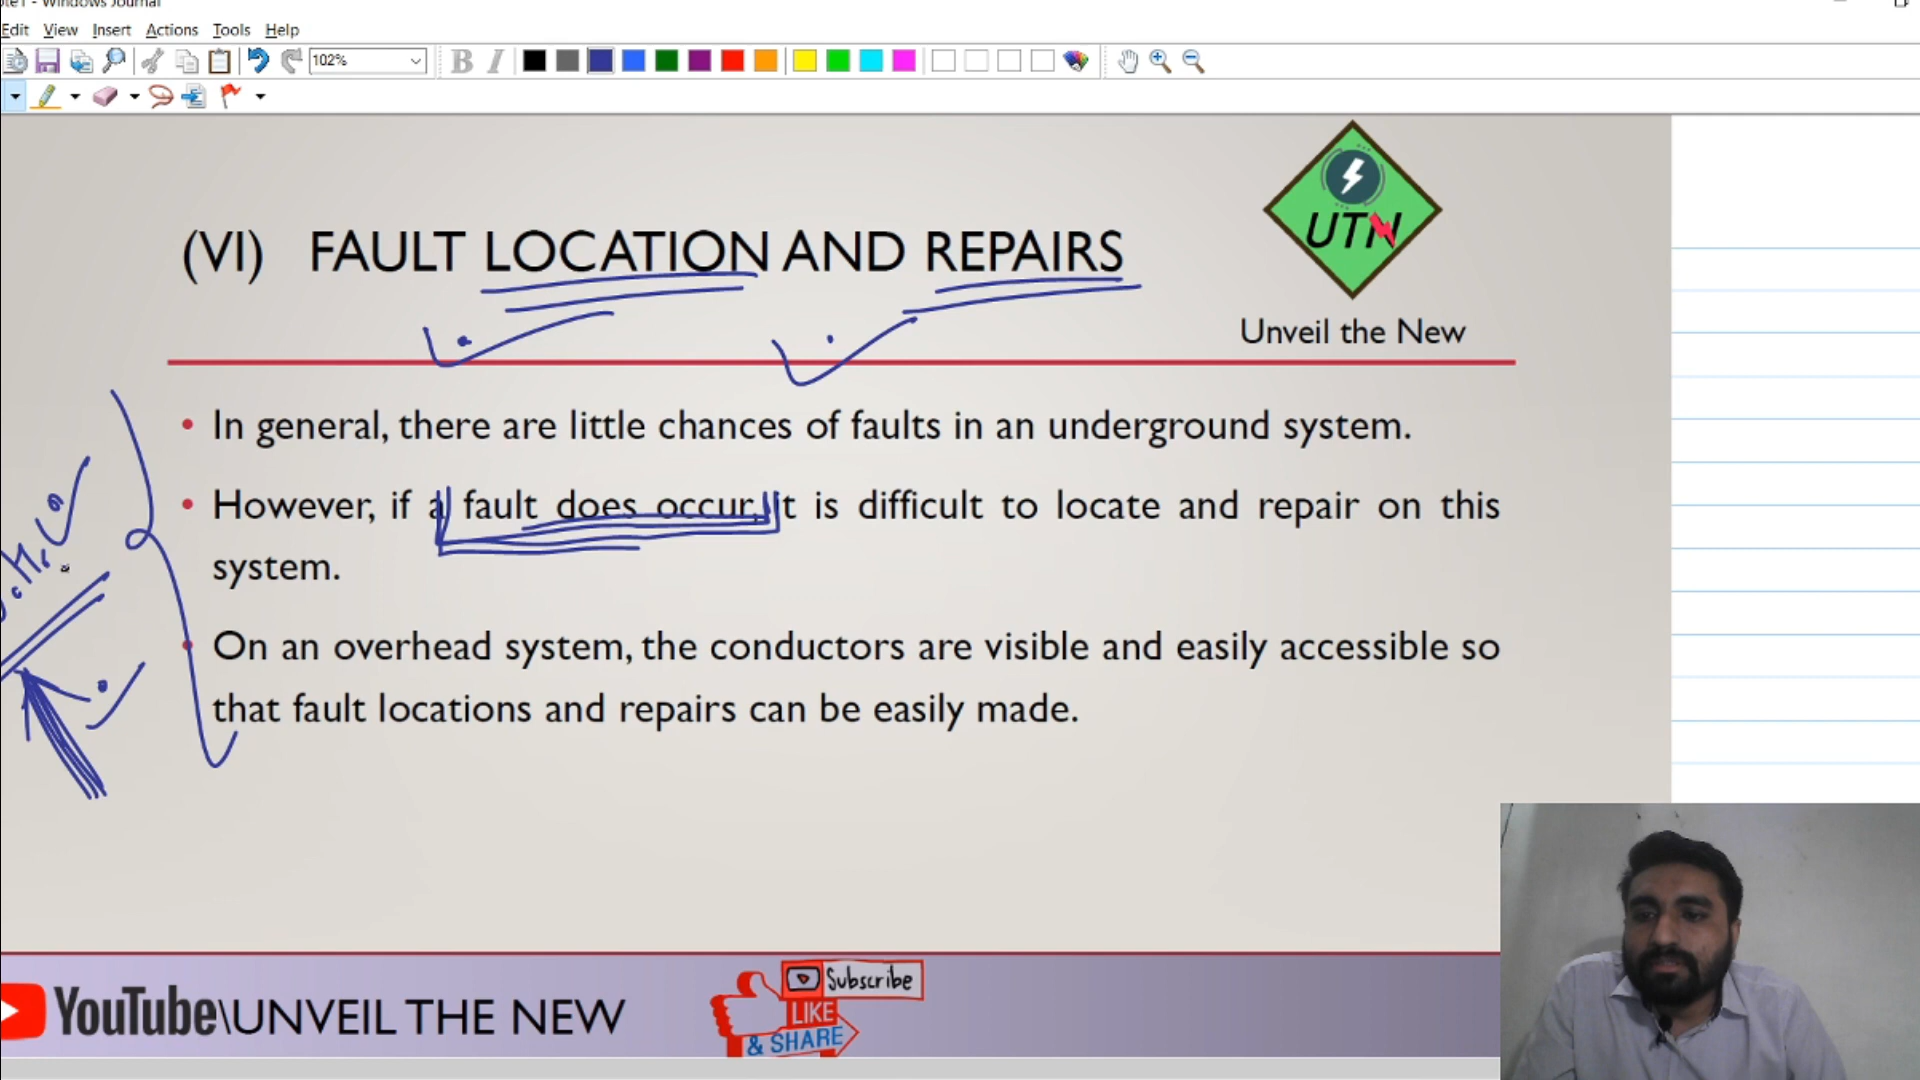 Windows Journal
Edit View Insert Actions Tools Help
102% B I
(VI) FAULT LOCATION AND REPAIRS
UTN
Unveil the New
• In general, there are little chances of faults in an underground system.
• However, if a fault does occur, it is difficult to locate and repair on this
system.
• On an overhead system, the conductors are visible and easily accessible so
that fault locations and repairs can be easily made.
YouTube\UNVEIL THE NEW
Subscribe
LIKE
& SHARE